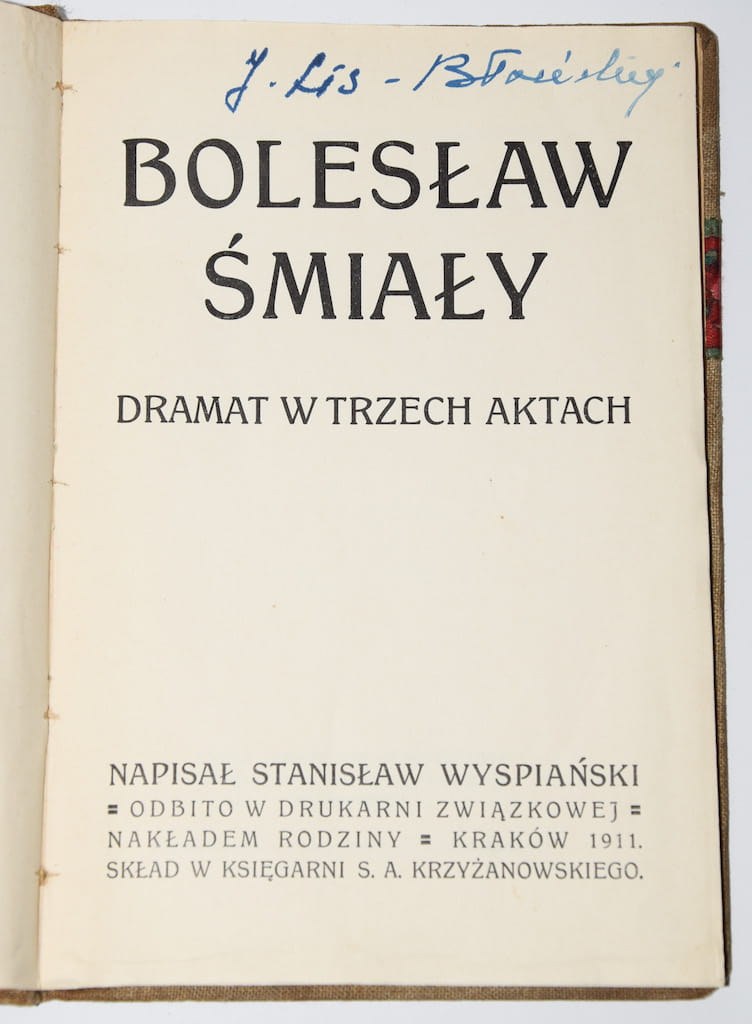 J. Lis - Błoński
BOLESŁAW
ŚMIAŁY
DRAMAT W TRZECH AKTACH
NAPISAŁ STANISŁAW WYSPIAŃSKI
= ODBITO W DRUKARNI ZWIĄZKOWEJ =
NAKŁADEM RODZINY = KRAKÓW 1911.
SKŁAD W KSIĘGARNI S. A. KRZYŻANOWSKIEGO.